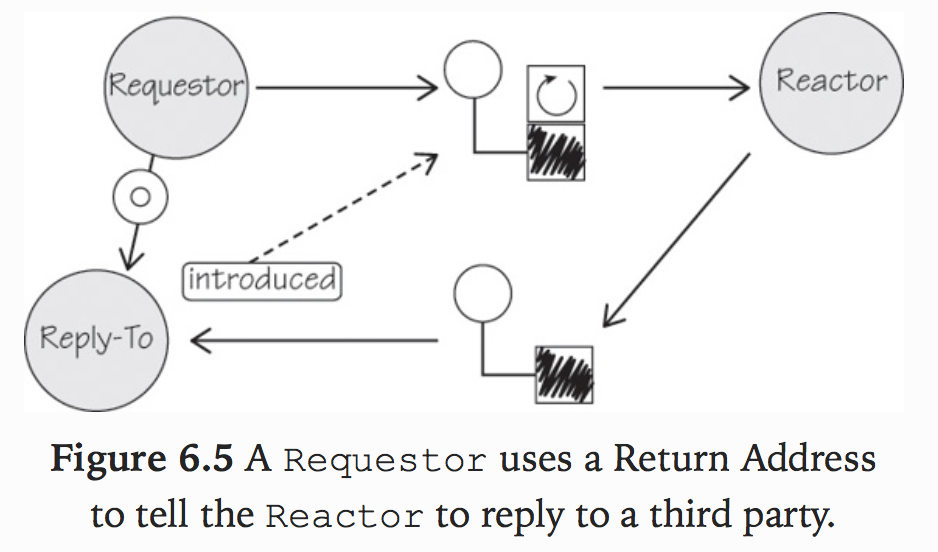 Requestor
Reactor
introduced
Reply-To
Figure 6.5 A Requestor uses a Return Address
to tell the Reactor to reply to a third party.